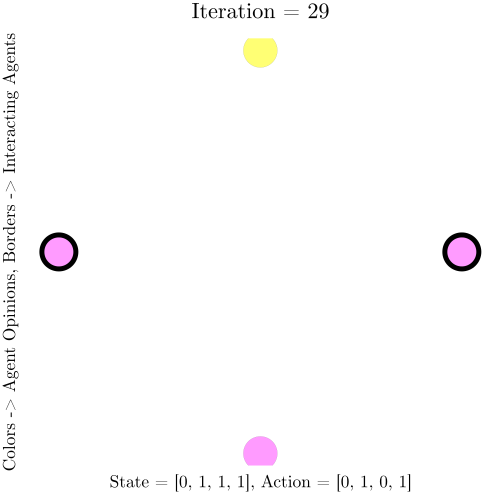 Iteration = 29
Colors -> Agent Opinions, Borders -> Interacting Agents
State = [0, 1, 1, 1], Action = [0, 1, 0, 1]